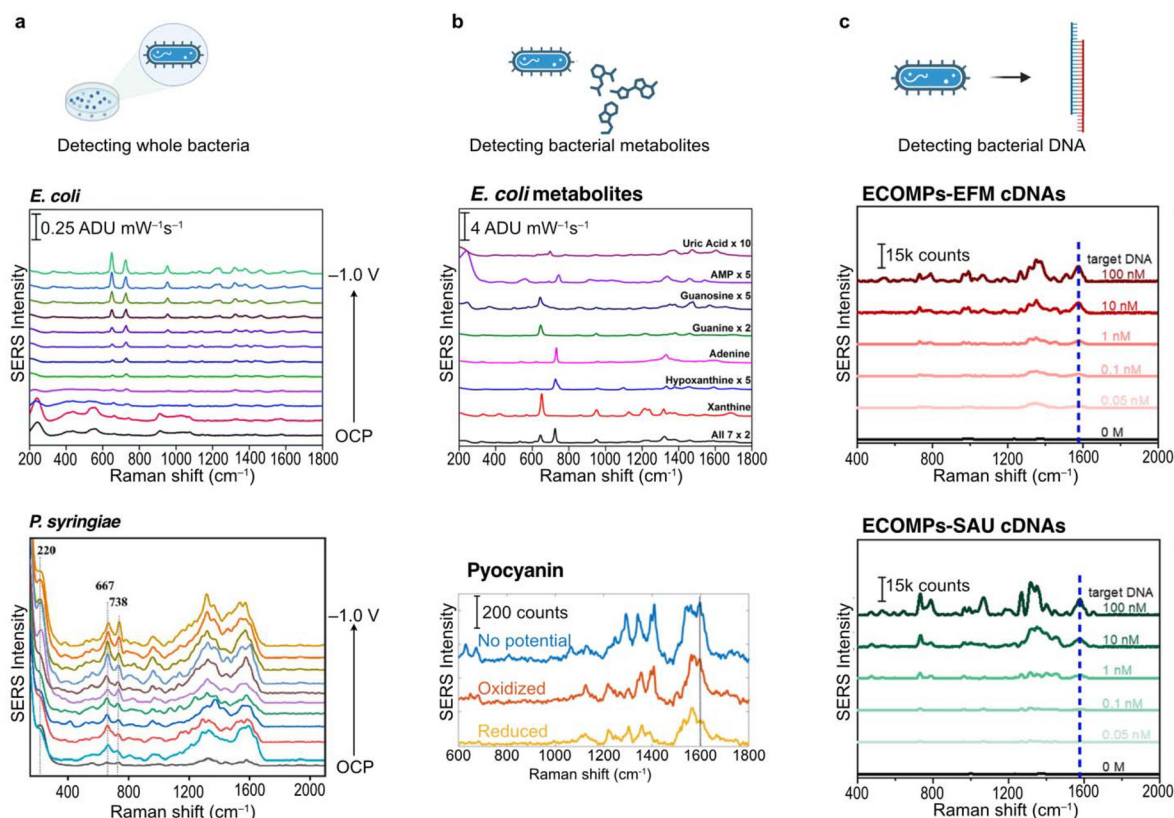 a
Detecting whole bacteria
E. coli
0.25 ADU mW⁻¹s⁻¹
–1.0 V
OCP
SERS Intensity
200 400 600 800 1000 1200 1400 1600 1800
Raman shift (cm⁻¹)
P. syringiae
220
667
738
–1.0 V
OCP
SERS Intensity
400 800 1200 1600 2000
Raman shift (cm⁻¹)
b
Detecting bacterial metabolites
E. coli metabolites
4 ADU mW⁻¹s⁻¹
Uric Acid x 10
AMP x 5
Guanosine x 5
Guanine x 2
Adenine
Hypoxanthine x 5
Xanthine
All 7 x 2
SERS Intensity
200 400 600 800 1000 1200 1400 1600 1800
Raman shift (cm⁻¹)
Pyocyanin
200 counts
No potential
Oxidized
Reduced
SERS Intensity
600 800 1000 1200 1400 1600 1800
Raman shift (cm⁻¹)
c
Detecting bacterial DNA
ECOMPs-EFM cDNAs
15k counts
target DNA
100 nM
10 nM
1 nM
0.1 nM
0.05 nM
0 M
SERS Intensity
400 800 1200 1600 2000
Raman shift (cm⁻¹)
ECOMPs-SAU cDNAs
15k counts
target DNA
100 nM
10 nM
1 nM
0.1 nM
0.05 nM
0 M
SERS Intensity
400 800 1200 1600 2000
Raman shift (cm⁻¹)